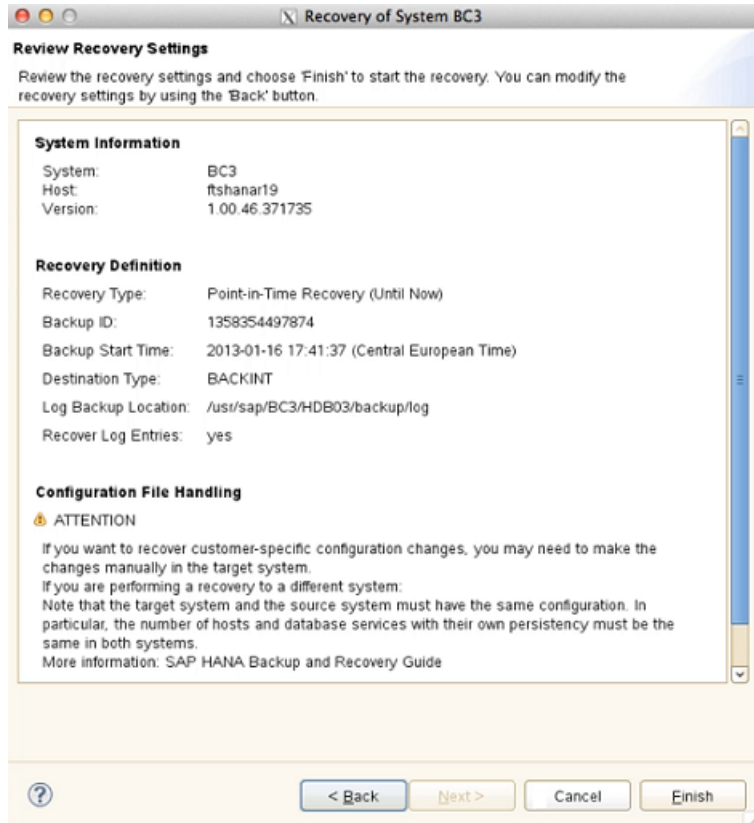 Recovery of System BC3
Review Recovery Settings
Review the recovery settings and choose 'Finish' to start the recovery. You can modify the
recovery settings by using the 'Back' button.
System Information
System: BC3
Host: ftshanar19
Version: 1.00.46.371735
Recovery Definition
Recovery Type: Point-in-Time Recovery (Until Now)
Backup ID: 1358354497874
Backup Start Time: 2013-01-16 17:41:37 (Central European Time)
Destination Type: BACKINT
Log Backup Location: /usr/sap/BC3/HDB03/backup/log
Recover Log Entries: yes
Configuration File Handling
ATTENTION
If you want to recover customer-specific configuration changes, you may need to make the
changes manually in the target system.
If you are performing a recovery to a different system:
Note that the target system and the source system must have the same configuration. In
particular, the number of hosts and database services with their own persistency must be the
same in both systems.
More information: SAP HANA Backup and Recovery Guide
? < Back Next > Cancel Finish